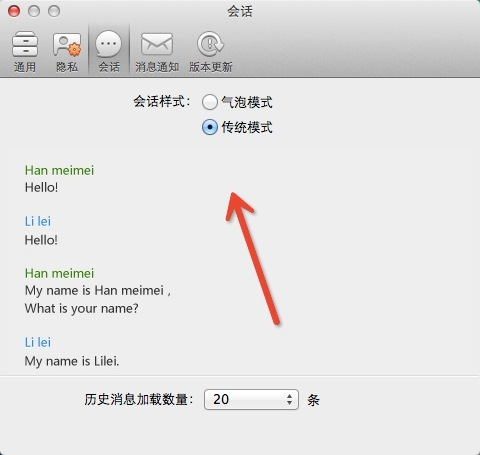 会话
通用 隐私 会话 消息通知 版本更新
会话样式： 气泡模式
传统模式
Han meimei
Hello!
Li lei
Hello!
Han meimei
My name is Han meimei ,
What is your name?
Li lei
My name is Lilei.
历史消息加载数量： 20 条